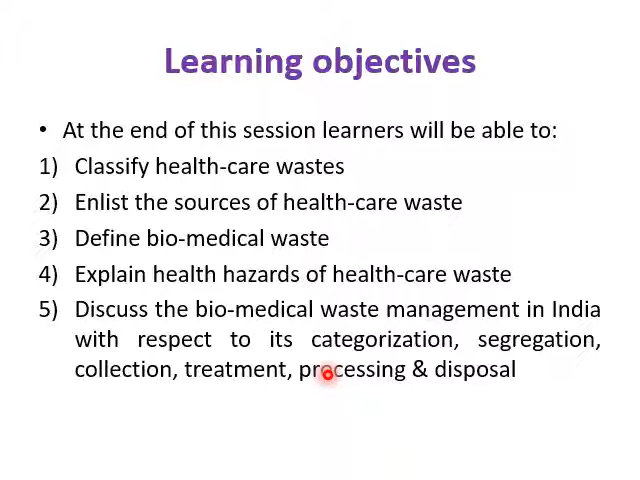 Learning objectives
• At the end of this session learners will be able to:
1) Classify health-care wastes
2) Enlist the sources of health-care waste
3) Define bio-medical waste
4) Explain health hazards of health-care waste
5) Discuss the bio-medical waste management in India
with respect to its categorization, segregation,
collection, treatment, processing & disposal